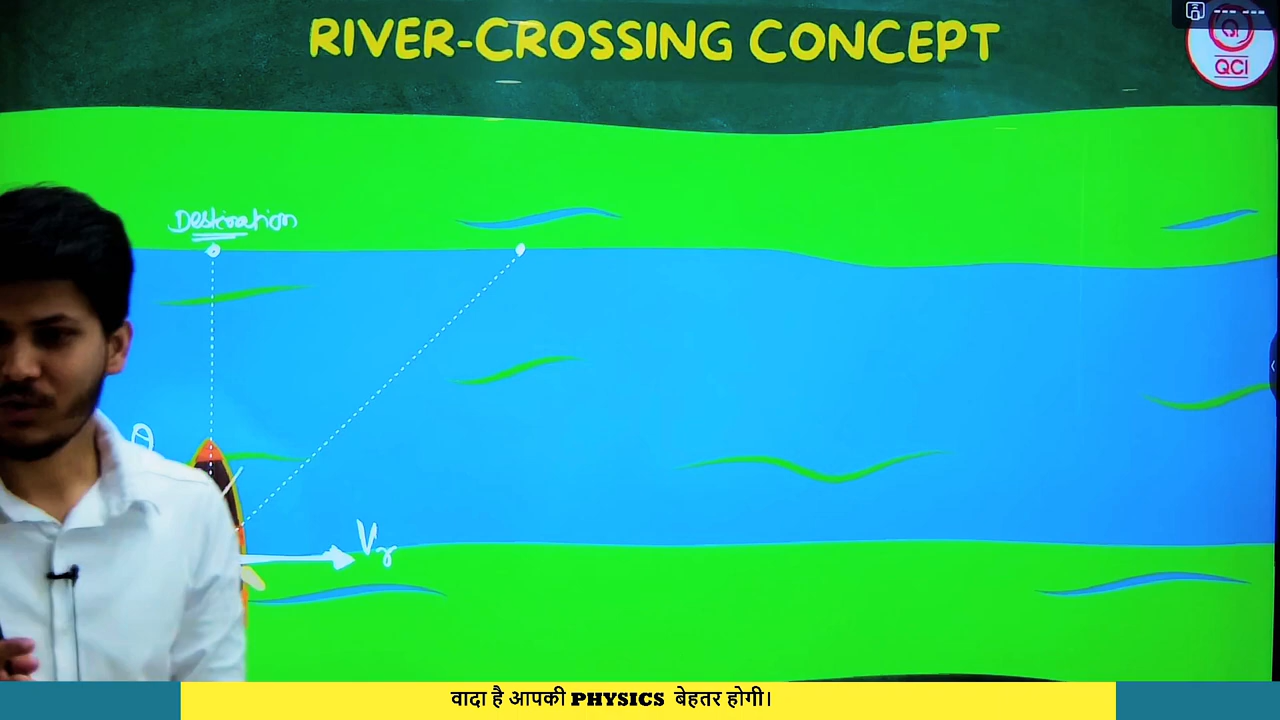 RIVER-CROSSING CONCEPT
QCI
Destination
θ
Vr
वादा है आपकी PHYSICS बेहतर होगी।